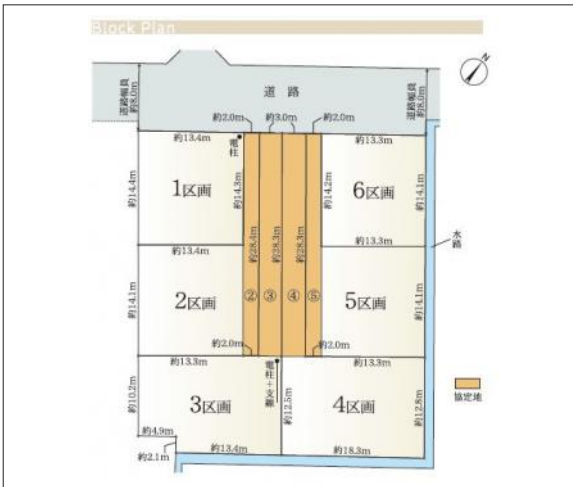 Block Plan
N
道路
道路幅員
約8.0m
道路幅員
約8.0m
約2.0m
約3.0m
約2.0m
約13.4m
電柱
約13.3m
約14.4m
1区画
約14.3m
約14.2m
6区画
約14.1m
約28.4m
約28.3m
約28.3m
約13.4m
約13.3m
水路
約14.1m
2区画
②
③
④
⑤
5区画
約14.1m
約2.0m
約2.0m
約13.3m
約13.3m
約10.2m
3区画
電柱+支線
約12.5m
4区画
約12.8m
協定地
約4.9m
約2.1m
約13.4m
約18.3m